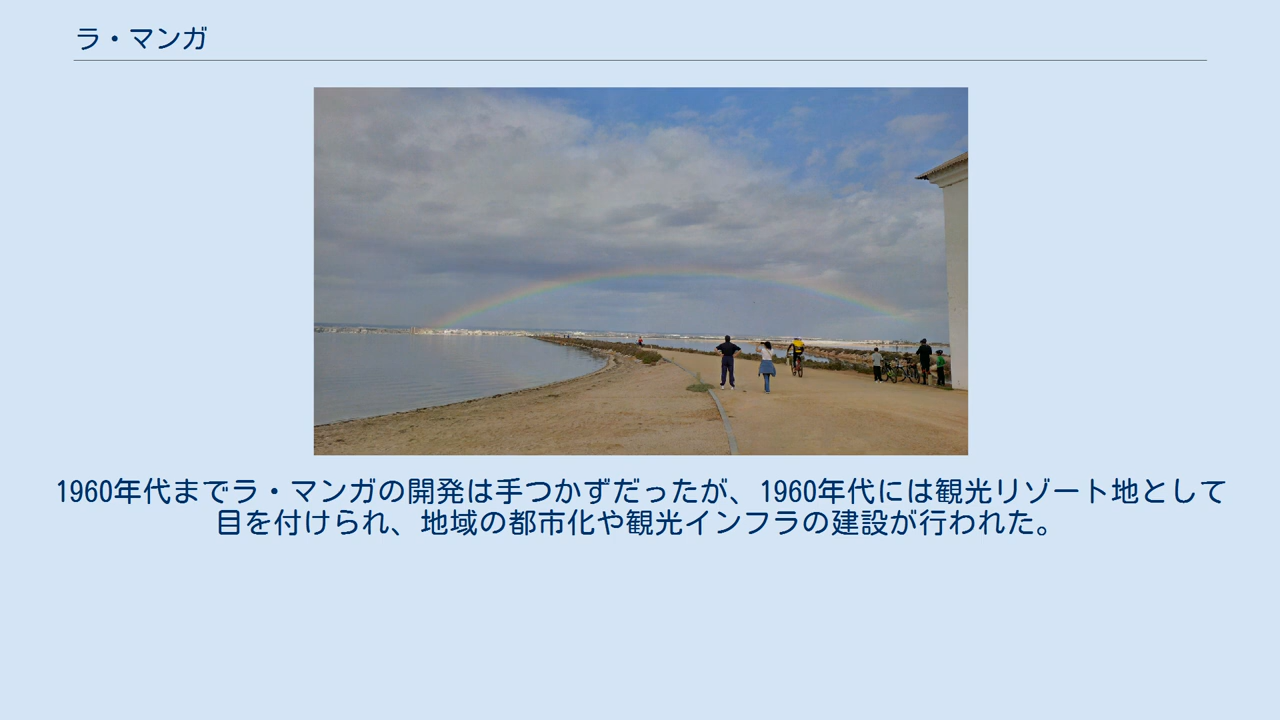 ラ・マンガ
1960年代までラ・マンガの開発は手つかずだったが、1960年代には観光リゾート地として
目を付けられ、地域の都市化や観光インフラの建設が行われた。